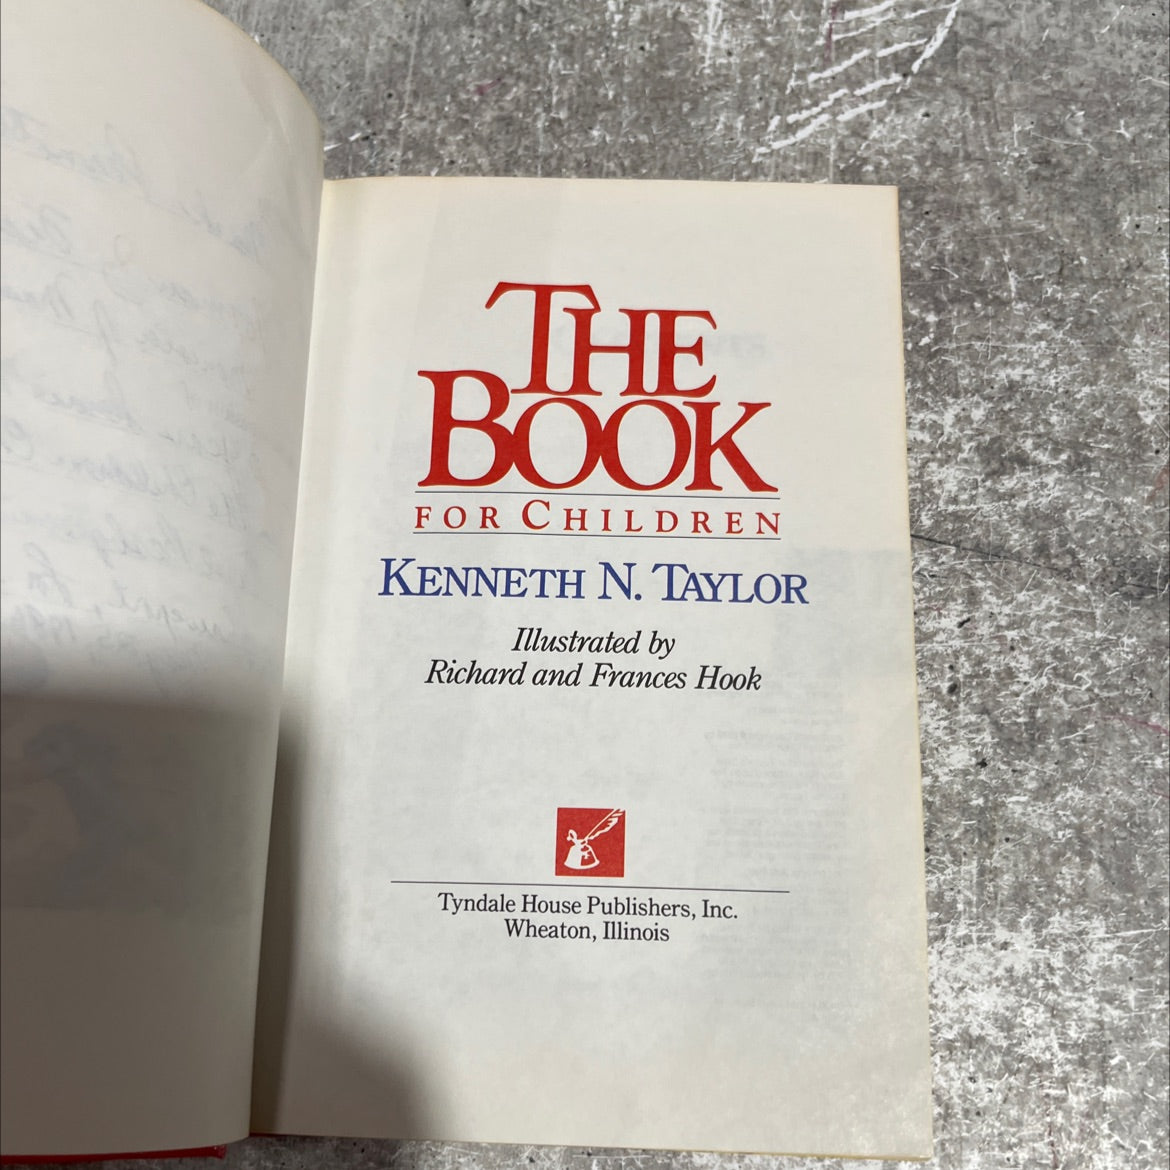 THE
BOOK
FOR CHILDREN
KENNETH N. TAYLOR
Illustrated by
Richard and Frances Hook
Tyndale House Publishers, Inc.
Wheaton, Illinois